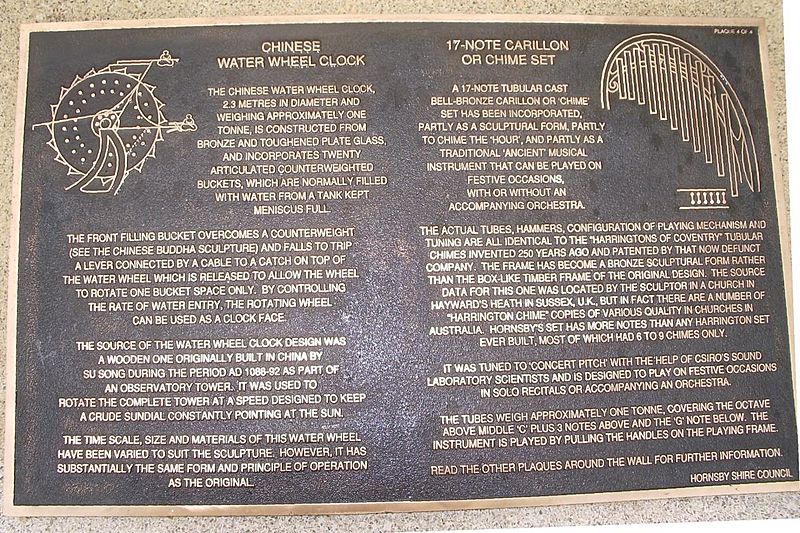 PLAQUE 4 OF 4
CHINESE
WATER WHEEL CLOCK
THE CHINESE WATER WHEEL CLOCK,
2.3 METRES IN DIAMETER AND
WEIGHING APPROXIMATELY ONE
TONNE, IS CONSTRUCTED FROM
BRONZE AND TOUGHENED PLATE GLASS,
AND INCORPORATES TWENTY
ARTICULATED COUNTERWEIGHTED
BUCKETS, WHICH ARE NORMALLY FILLED
WITH WATER FROM A TANK KEPT
MENISCUS FULL.
THE FRONT FILLING BUCKET OVERCOMES A COUNTERWEIGHT
(SEE THE CHINESE BUDDHA SCULPTURE) AND FALLS TO TRIP
A LEVER CONNECTED BY A CABLE TO A CATCH ON TOP OF
THE WATER WHEEL WHICH IS RELEASED TO ALLOW THE WHEEL
TO ROTATE ONE BUCKET SPACE ONLY. BY CONTROLLING
THE RATE OF WATER ENTRY, THE ROTATING WHEEL
CAN BE USED AS A CLOCK FACE.
THE SOURCE OF THE WATER WHEEL CLOCK DESIGN WAS
A WOODEN ONE ORIGINALLY BUILT IN CHINA BY
SU SONG DURING THE PERIOD AD 1086-92 AS PART OF
AN OBSERVATORY TOWER. IT WAS USED TO
ROTATE THE COMPLETE TOWER AT A SPEED DESIGNED TO KEEP
A CRUDE SUNDIAL CONSTANTLY POINTING AT THE SUN.
THE TIME SCALE, SIZE AND MATERIALS OF THIS WATER WHEEL
HAVE BEEN VARIED TO SUIT THE SCULPTURE. HOWEVER, IT HAS
SUBSTANTIALLY THE SAME FORM AND PRINCIPLE OF OPERATION
AS THE ORIGINAL.
17-NOTE CARILLON
OR CHIME SET
A 17-NOTE TUBULAR CAST
BELL-BRONZE CARILLON OR 'CHIME'
SET HAS BEEN INCORPORATED,
PARTLY AS A SCULPTURAL FORM, PARTLY
TO CHIME THE 'HOUR', AND PARTLY AS A
TRADITIONAL 'ANCIENT' MUSICAL
INSTRUMENT THAT CAN BE PLAYED ON
FESTIVE OCCASIONS,
WITH OR WITHOUT AN
ACCOMPANYING ORCHESTRA.
THE ACTUAL TUBES, HAMMERS, CONFIGURATION OF PLAYING MECHANISM AND
TUNING ARE ALL IDENTICAL TO THE "HARRINGTONS OF COVENTRY" TUBULAR
CHIMES INVENTED 250 YEARS AGO AND PATENTED BY THAT NOW DEFUNCT
COMPANY. THE FRAME HAS BECOME A BRONZE SCULPTURAL FORM RATHER
THAN THE BOX-LIKE TIMBER FRAME OF THE ORIGINAL DESIGN. THE SOURCE
DATA FOR THIS ONE WAS LOCATED BY THE SCULPTOR IN A CHURCH IN
HAYWARD'S HEATH IN SUSSEX, U.K., BUT IN FACT THERE ARE A NUMBER OF
"HARRINGTON CHIME" COPIES OF VARIOUS QUALITY IN CHURCHES IN
AUSTRALIA. HORNSBY'S SET HAS MORE NOTES THAN ANY HARRINGTON SET
EVER BUILT, MOST OF WHICH HAD 6 TO 9 CHIMES ONLY.
IT WAS TUNED TO 'CONCERT PITCH' WITH THE HELP OF CSIRO'S SOUND
LABORATORY SCIENTISTS AND IS DESIGNED TO PLAY ON FESTIVE OCCASIONS
IN SOLO RECITALS OR ACCOMPANYING AN ORCHESTRA.
THE TUBES WEIGH APPROXIMATELY ONE TONNE, COVERING THE OCTAVE
ABOVE MIDDLE 'C' PLUS 3 NOTES ABOVE AND THE 'G' NOTE BELOW. THE
INSTRUMENT IS PLAYED BY PULLING THE HANDLES ON THE PLAYING FRAME.
READ THE OTHER PLAQUES AROUND THE WALL FOR FURTHER INFORMATION.
HORNSBY SHIRE COUNCIL